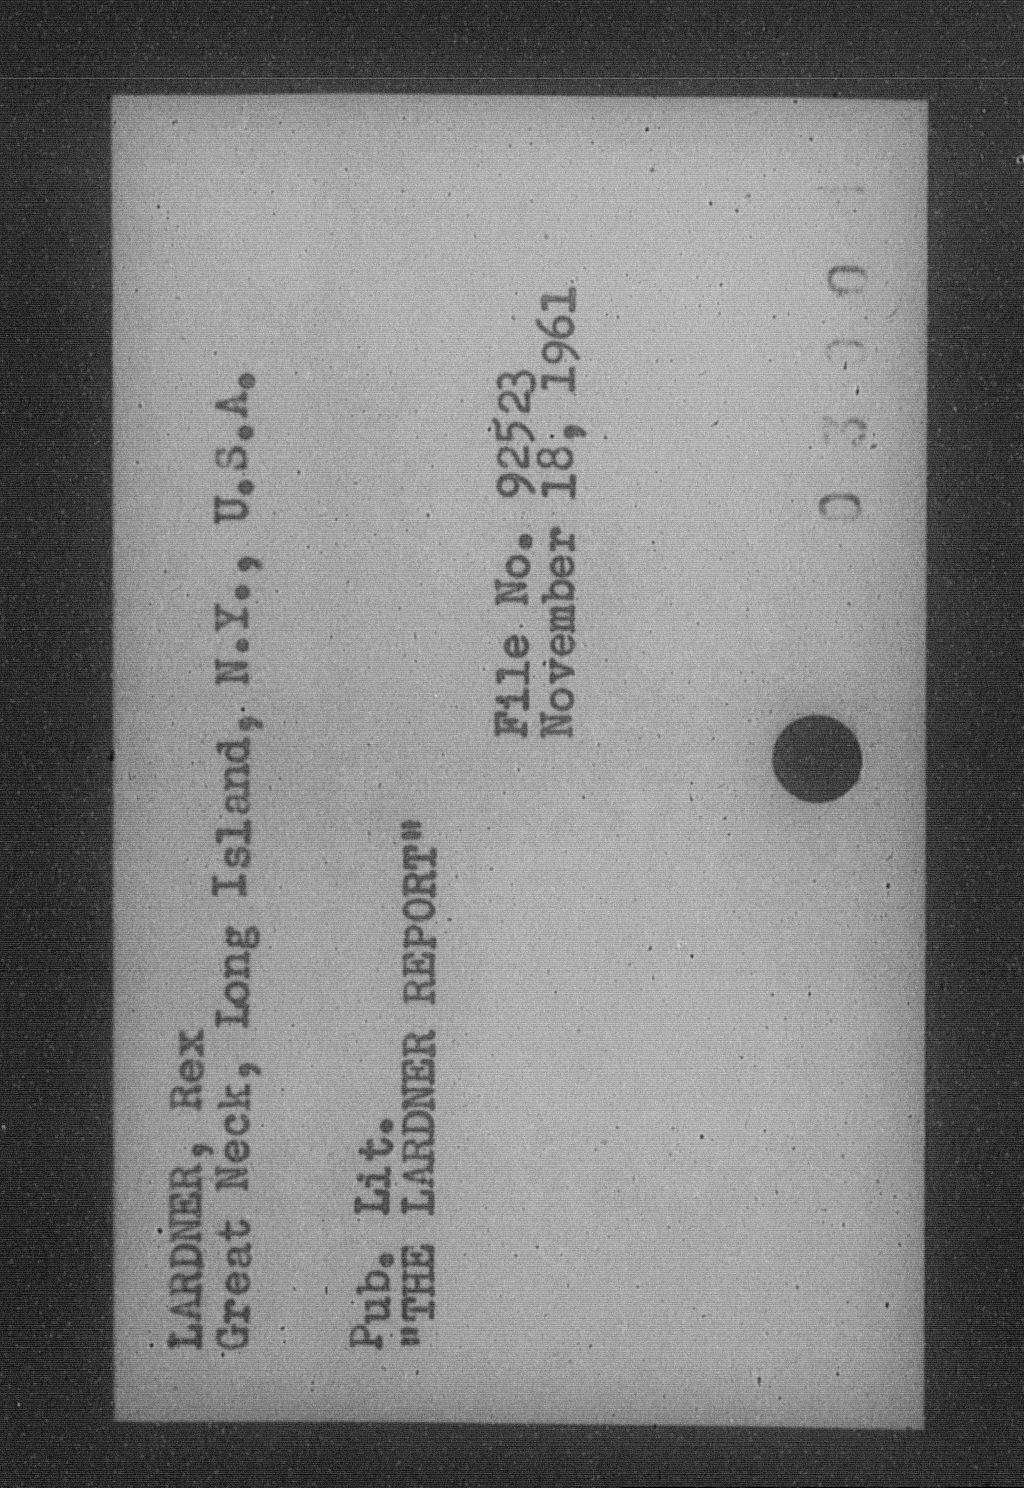 LARDNER, Rex
Great Neck, Long Island, N.Y., U.S.A.
Pub. Lit.
"THE LARDNER REPORT"
File No. 92523
November 18, 1961